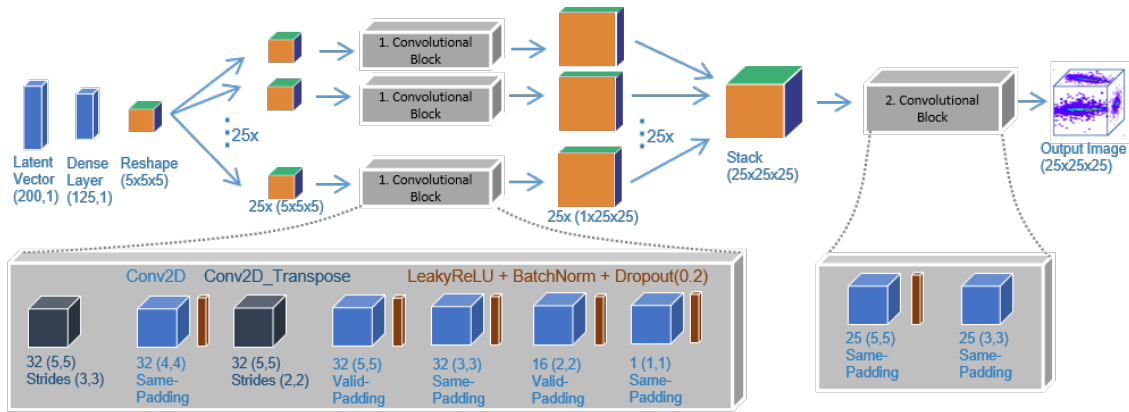 Latent
Vector
(200,1)
Dense
Layer
(125,1)
Reshape
(5x5x5)
25x
25x (5x5x5)
1. Convolutional
Block
1. Convolutional
Block
1. Convolutional
Block
25x
25x (1x25x25)
Stack
(25x25x25)
2. Convolutional
Block
Output Image
(25x25x25)
Conv2D Conv2D_Transpose LeakyReLU + BatchNorm + Dropout(0.2)
32 (5,5)
Strides (3,3)
32 (4,4)
Same-
Padding
32 (5,5)
Strides (2,2)
32 (5,5)
Valid-
Padding
32 (3,3)
Same-
Padding
16 (2,2)
Valid-
Padding
1 (1,1)
Same-
Padding
25 (5,5)
Same-
Padding
25 (3,3)
Same-
Padding